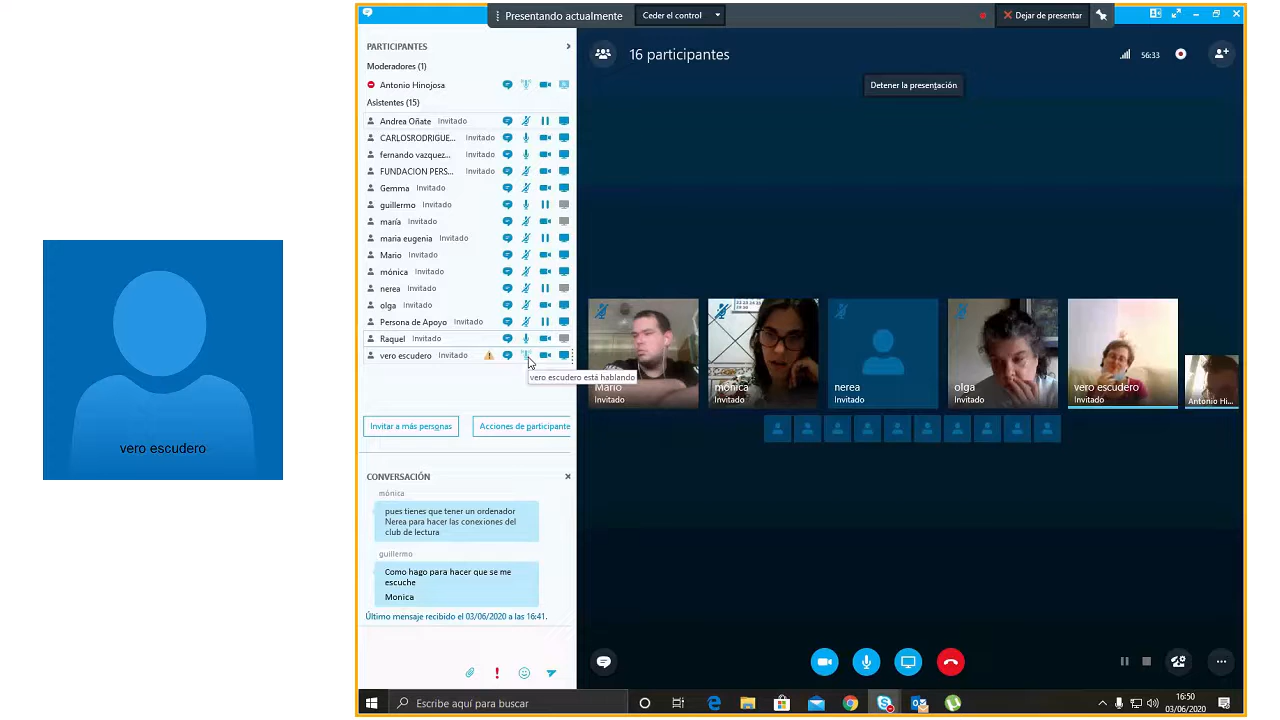 Presentando actualmente
Ceder el control
Dejar de presentar
PARTICIPANTES
Moderadores (1)
Antonio Hinojosa
Asistentes (15)
Andrea Oñate Invitado
CARLOSRODRIGUE... Invitado
fernando vazquez... Invitado
FUNDACION PERS... Invitado
Gemma Invitado
guillermo Invitado
maría Invitado
maria eugenia Invitado
Mario Invitado
mónica Invitado
nerea Invitado
olga Invitado
Persona de Apoyo Invitado
Raquel Invitado
vero escudero Invitado
vero escudero está hablando
Invitar a más personas
Acciones de participante
CONVERSACIÓN
mónica
pues tienes que tener un ordenador
Nerea para hacer las conexiones del
club de lectura
guillermo
Como hago para hacer que se me
escuche
Monica
Último mensaje recibido el 03/06/2020 a las 16:41.
16 participantes
56:33
Detener la presentación
Mario
Invitado
mónica
Invitado
nerea
Invitado
olga
Invitado
vero escudero
Invitado
Antonio Hi...
vero escudero
Escribe aquí para buscar
16:50
03/06/2020